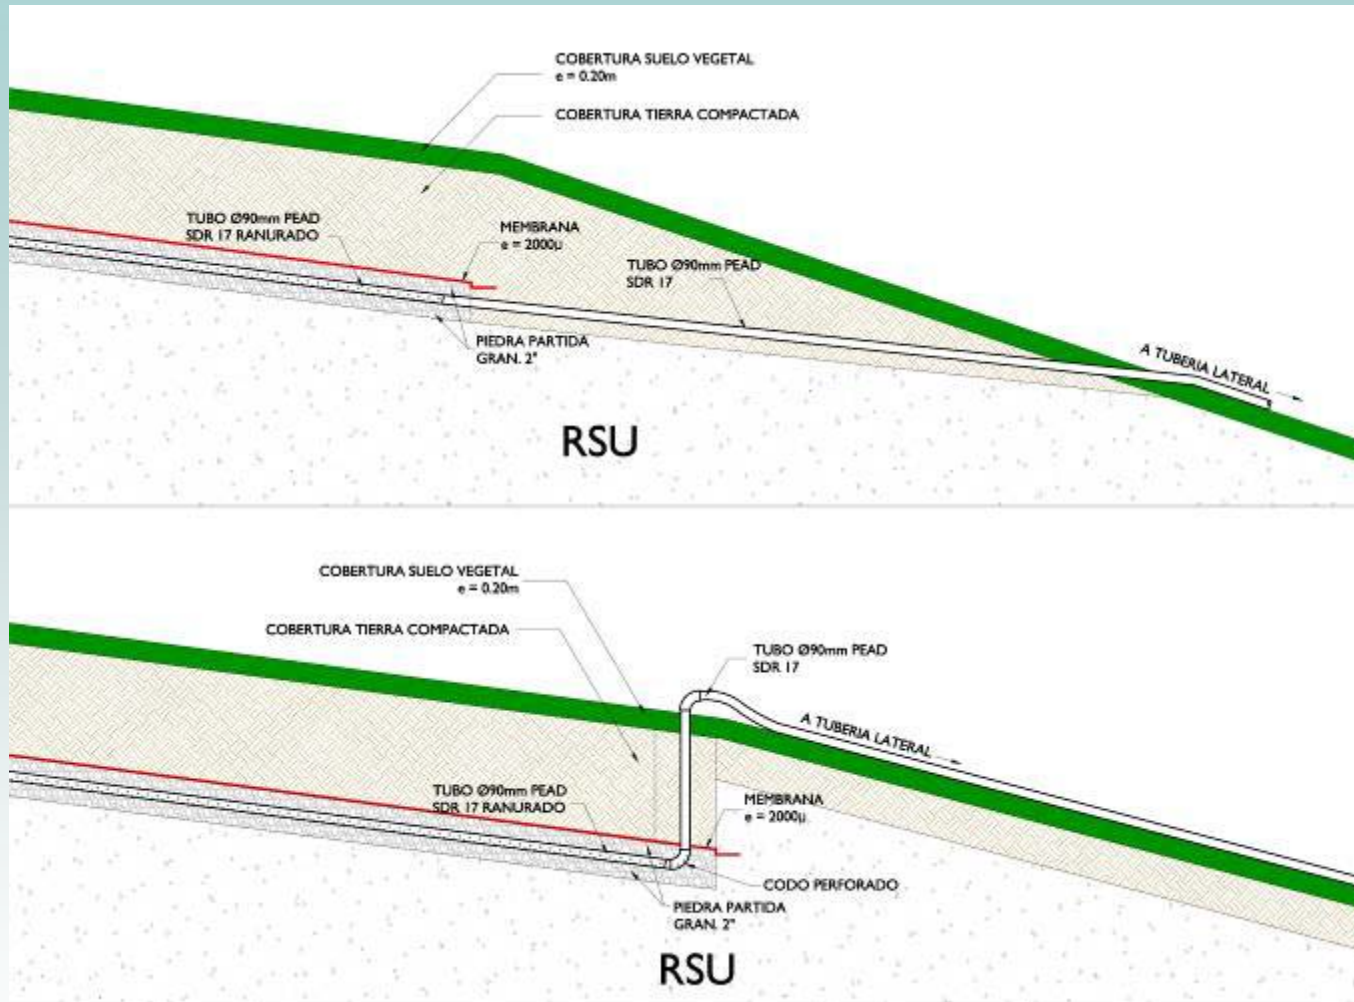 COBERTURA SUELO VEGETAL
e = 0.20m
COBERTURA TIERRA COMPACTADA
TUBO Ø90mm PEAD
SDR 17 RANURADO
MEMBRANA
e = 2000µ
TUBO Ø90mm PEAD
SDR 17
PIEDRA PARTIDA
GRAN. 2"
A TUBERIA LATERAL
RSU
COBERTURA SUELO VEGETAL
e = 0.20m
COBERTURA TIERRA COMPACTADA
TUBO Ø90mm PEAD
SDR 17
A TUBERIA LATERAL
TUBO Ø90mm PEAD
SDR 17 RANURADO
MEMBRANA
e = 2000µ
CODO PERFORADO
PIEDRA PARTIDA
GRAN. 2"
RSU